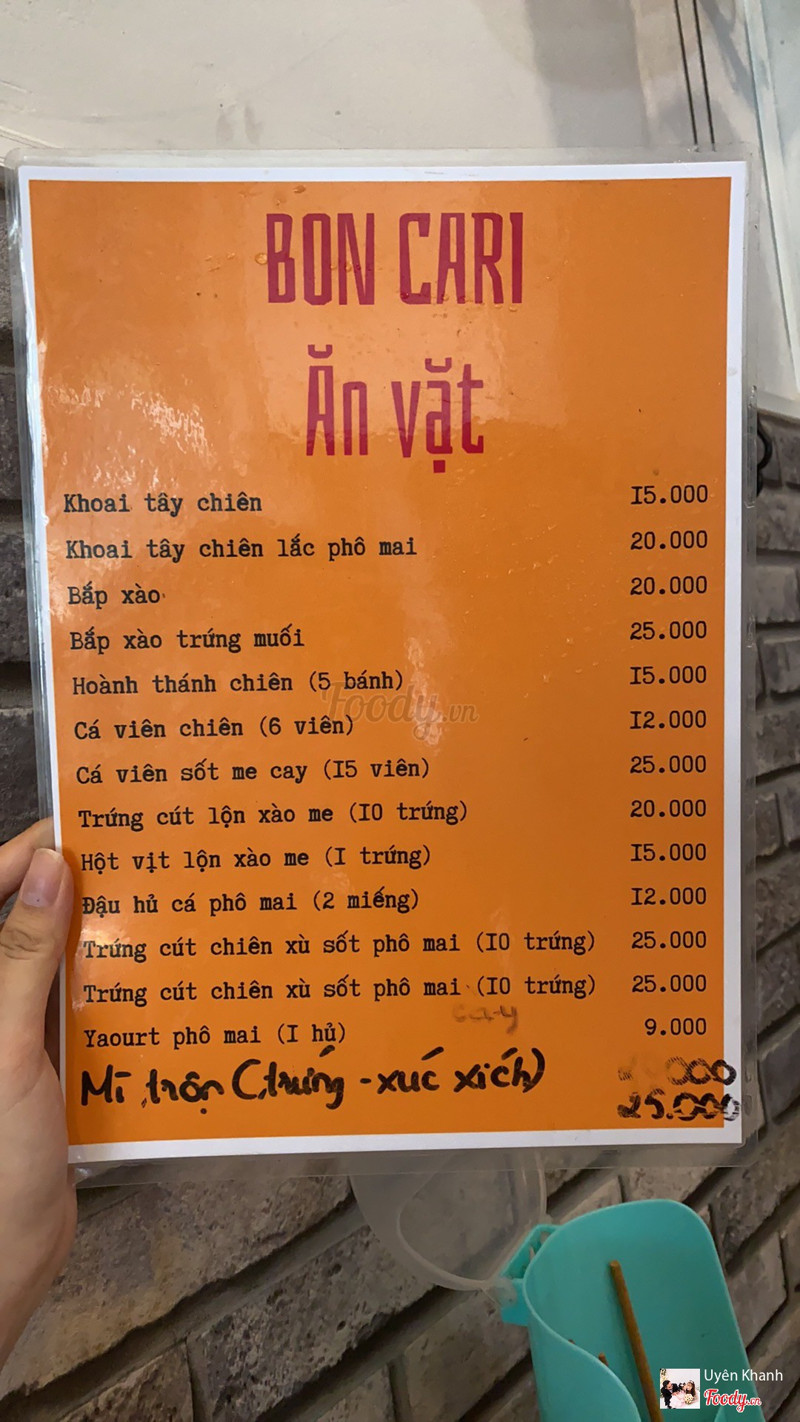 BON CARI
Ăn vặt
Khoai tây chiên I5.000
Khoai tây chiên lắc phô mai 20.000
Bắp xào 20.000
Bắp xào trứng muối 25.000
Hoành thánh chiên (5 bánh) I5.000
Cá viên chiên (6 viên) I2.000
Cá viên sốt me cay (I5 viên) 25.000
Trứng cút lộn xào me (I0 trứng) 20.000
Hột vịt lộn xào me (I trứng) I5.000
Đậu hủ cá phô mai (2 miếng) I2.000
Trứng cút chiên xù sốt phô mai (I0 trứng) 25.000
Trứng cút chiên xù sốt phô mai (I0 trứng) 25.000
cay
Yaourt phô mai (I hủ) 9.000
Mì trộn (trứng - xúc xích) 25.000
Foody.vn
Uyên Khanh
Foody.vn